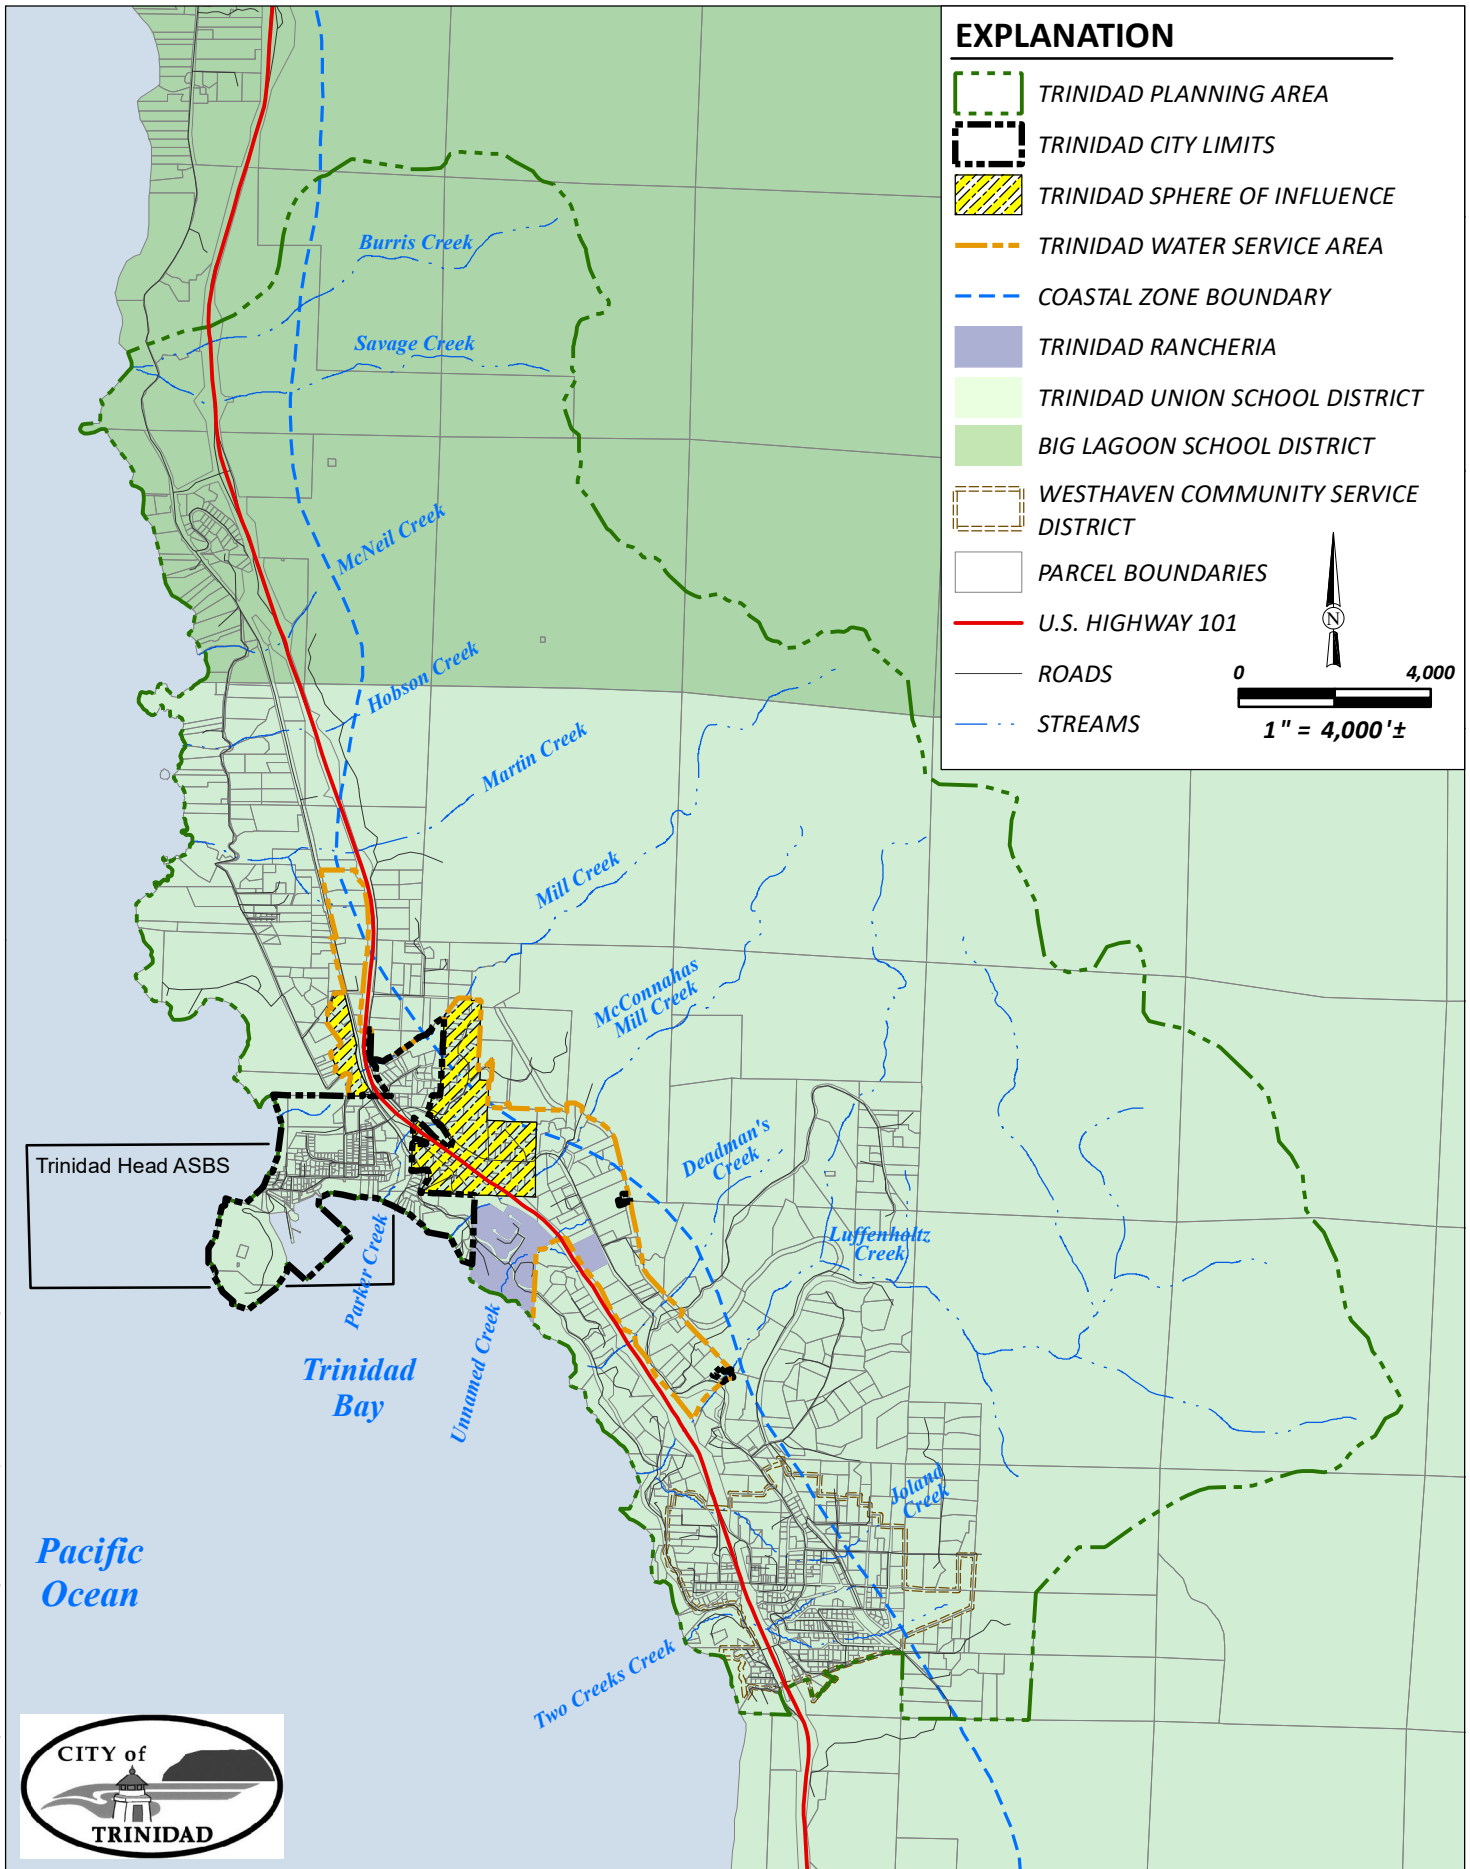 EXPLANATION
TRINIDAD PLANNING AREA
TRINIDAD CITY LIMITS
TRINIDAD SPHERE OF INFLUENCE
TRINIDAD WATER SERVICE AREA
COASTAL ZONE BOUNDARY
TRINIDAD RANCHERIA
TRINIDAD UNION SCHOOL DISTRICT
BIG LAGOON SCHOOL DISTRICT
WESTHAVEN COMMUNITY SERVICE
DISTRICT
PARCEL BOUNDARIES
U.S. HIGHWAY 101
ROADS
STREAMS
N
0 4,000
1" = 4,000'±
Burris Creek
Savage Creek
McNeil Creek
Hobson Creek
Martin Creek
Mill Creek
McConnahas
Mill Creek
Deadman's
Creek
Luffenholtz
Creek
Trinidad Head ASBS
Parker Creek
Unnamed Creek
Trinidad
Bay
Joland
Creek
Pacific
Ocean
Two Creeks Creek
CITY of
TRINIDAD